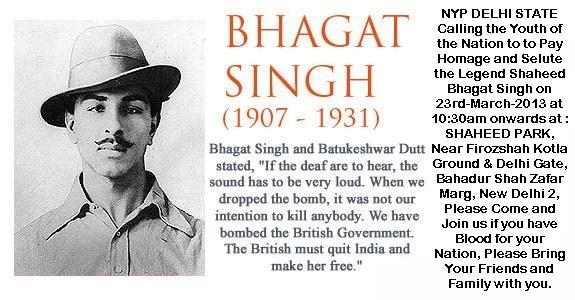 BHAGAT
SINGH
(1907 - 1931)
Bhagat Singh and Batukeshwar Dutt
stated, "If the deaf are to hear, the
sound has to be very loud. When we
dropped the bomb, it was not our
intention to kill anybody. We have
bombed the British Government.
The British must quit India and
make her free."
NYP DELHI STATE
Calling the Youth of
the Nation to to Pay
Homage and Selute
the Legend Shaheed
Bhagat Singh on
23rd-March-2013 at
10:30am onwards at :
SHAHEED PARK,
Near Firozshah Kotla
Ground & Delhi Gate,
Bahadur Shah Zafar
Marg, New Delhi 2,
Please Come and
Join us if you have
Blood for your
Nation, Please Bring
Your Friends and
Family with you.